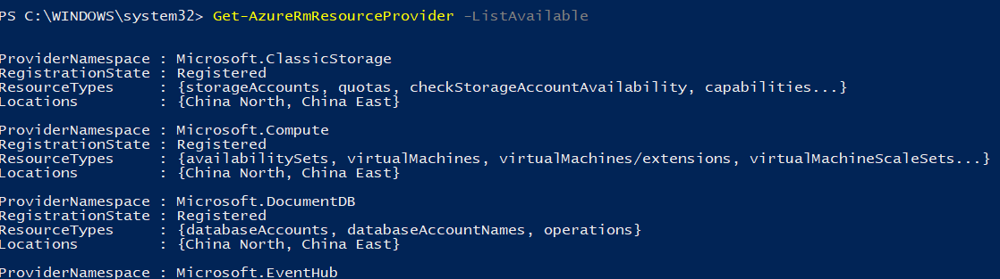 PS C:\WINDOWS\system32> Get-AzureRmResourceProvider -ListAvailable
ProviderNamespace : Microsoft.ClassicStorage
RegistrationState : Registered
ResourceTypes     : {storageAccounts, quotas, checkStorageAccountAvailability, capabilities...}
Locations         : {China North, China East}
ProviderNamespace : Microsoft.Compute
RegistrationState : Registered
ResourceTypes     : {availabilitySets, virtualMachines, virtualMachines/extensions, virtualMachineScaleSets...}
Locations         : {China North, China East}
ProviderNamespace : Microsoft.DocumentDB
RegistrationState : Registered
ResourceTypes     : {databaseAccounts, databaseAccountNames, operations}
Locations         : {China North, China East}
ProviderNamespace : Microsoft.EventHub